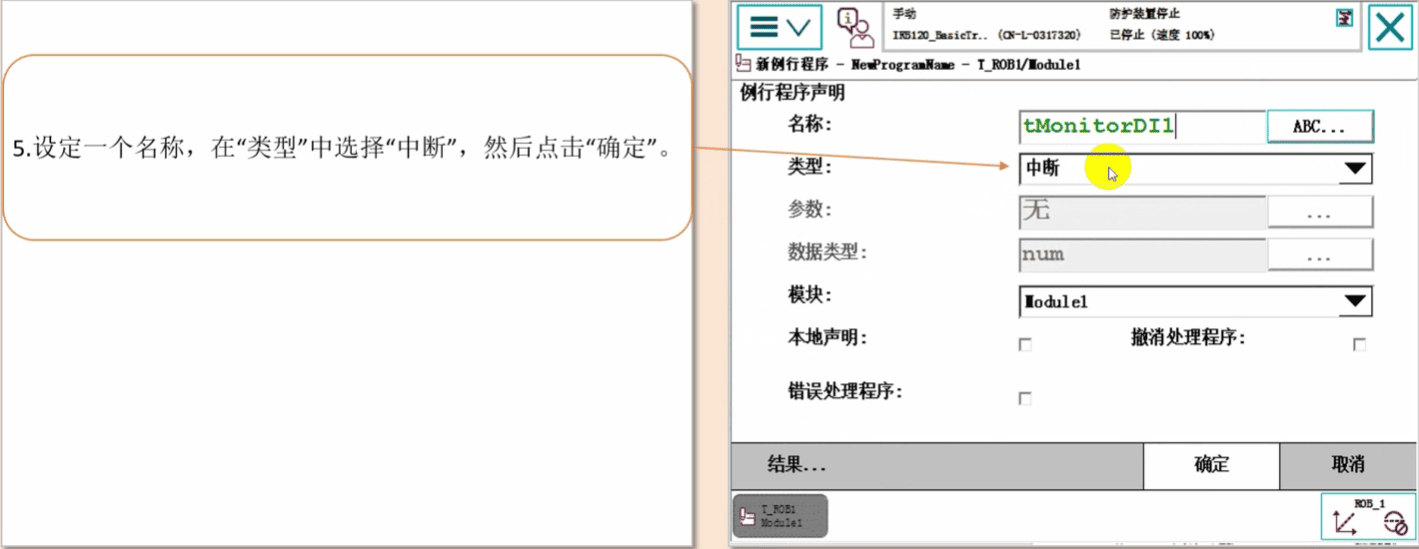 5.设定一个名称，在“类型”中选择“中断”，然后点击“确定”。
手动
防护装置停止
IRB120_BasicTr.. (CN-L-0317320)
已停止 (速度 100%)
新例行程序 - NewProgramName - T_ROB1/Module1
例行程序声明
名称:
tMonitorDI1
ABC...
类型:
中断
参数:
无
...
数据类型:
num
...
模块:
Module1
本地声明:
撤消处理程序:
错误处理程序:
结果...
确定
取消
T_ROB1
Module1
ROB_1